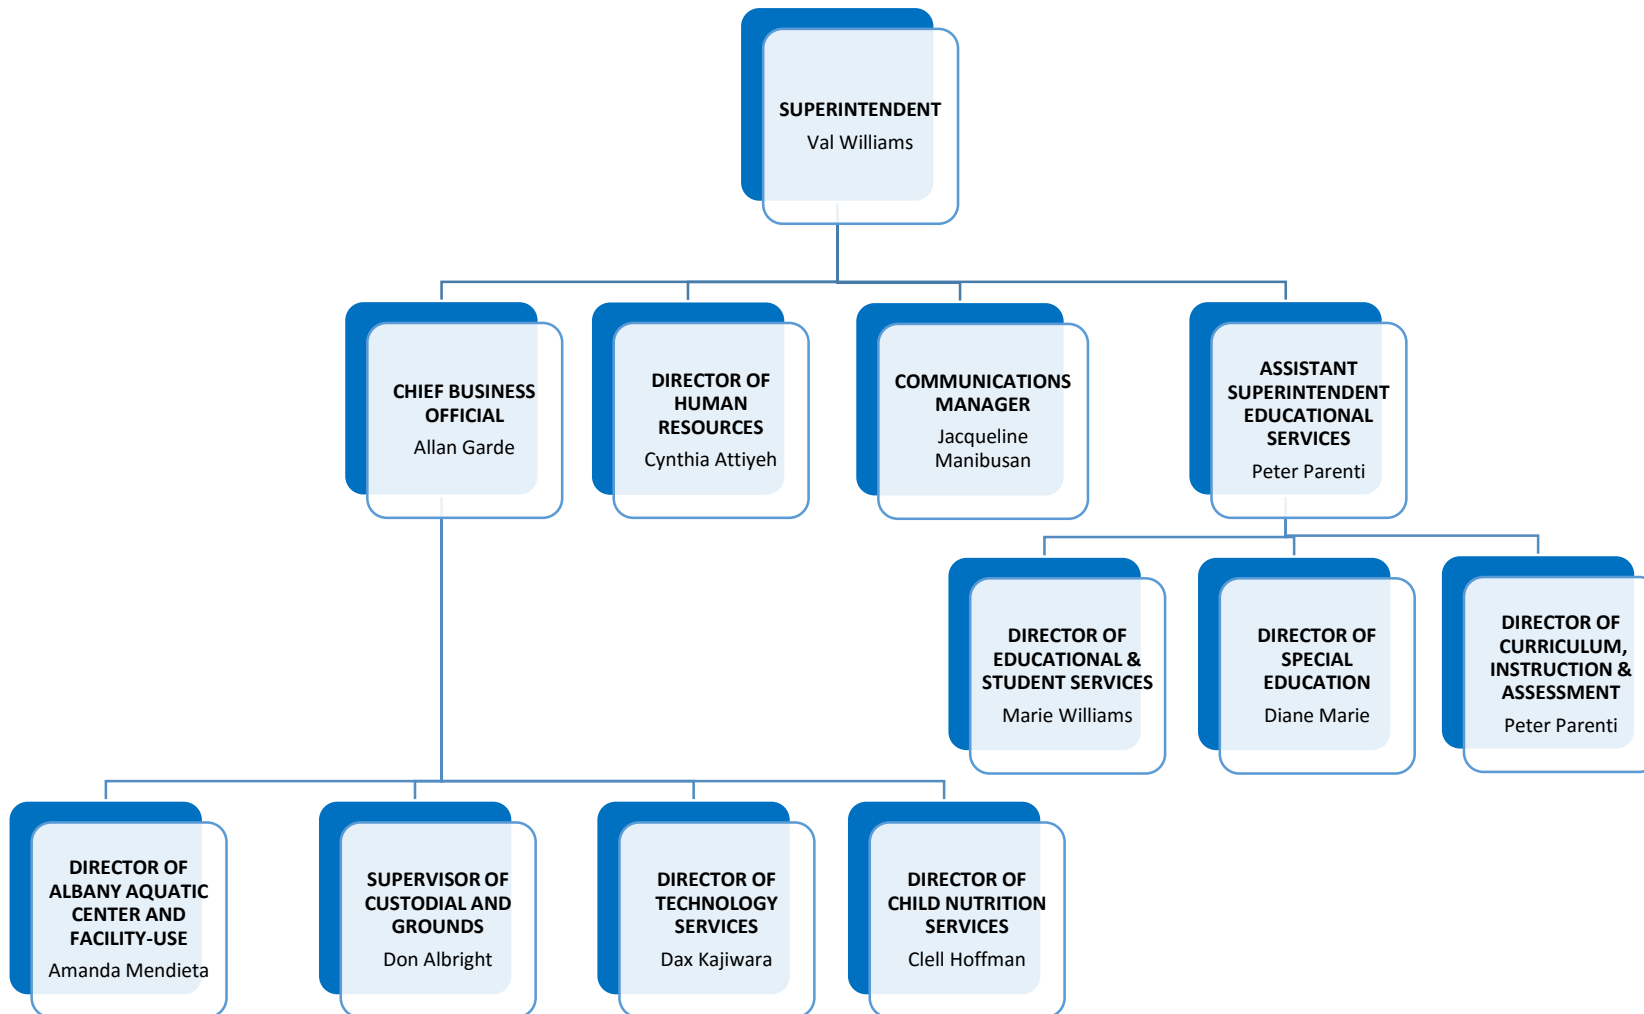 SUPERINTENDENT
Val Williams
CHIEF BUSINESS
OFFICIAL
Allan Garde
DIRECTOR OF
HUMAN
RESOURCES
Cynthia Attiyeh
COMMUNICATIONS
MANAGER
Jacqueline
Manibusan
ASSISTANT
SUPERINTENDENT
EDUCATIONAL
SERVICES
Peter Parenti
DIRECTOR OF
EDUCATIONAL &
STUDENT SERVICES
Marie Williams
DIRECTOR OF
SPECIAL
EDUCATION
Diane Marie
DIRECTOR OF
CURRICULUM,
INSTRUCTION &
ASSESSMENT
Peter Parenti
DIRECTOR OF
ALBANY AQUATIC
CENTER AND
FACILITY-USE
Amanda Mendieta
SUPERVISOR OF
CUSTODIAL AND
GROUNDS
Don Albright
DIRECTOR OF
TECHNOLOGY
SERVICES
Dax Kajiwara
DIRECTOR OF
CHILD NUTRITION
SERVICES
Clell Hoffman